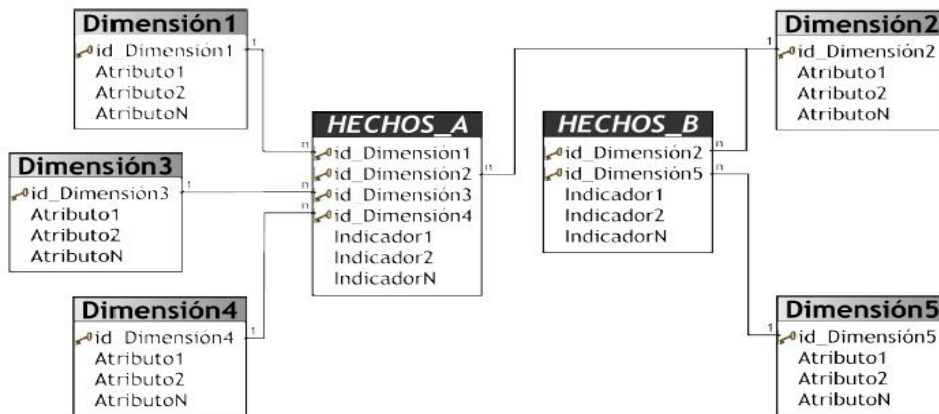 Dimensión1
id_Dimensión1
Atributo1
Atributo2
AtributoN
Dimensión3
id_Dimensión3
Atributo1
Atributo2
AtributoN
Dimensión4
id_Dimensión4
Atributo1
Atributo2
AtributoN
HECHOS_A
id_Dimensión1
id_Dimensión2
id_Dimensión3
id_Dimensión4
Indicador1
Indicador2
IndicadorN
HECHOS_B
id_Dimensión2
id_Dimensión5
Indicador1
Indicador2
IndicadorN
Dimensión2
id_Dimensión2
Atributo1
Atributo2
AtributoN
Dimensión5
id_Dimensión5
Atributo1
Atributo2
AtributoN
1
n
1
n
1
n
n
1
n
n
1